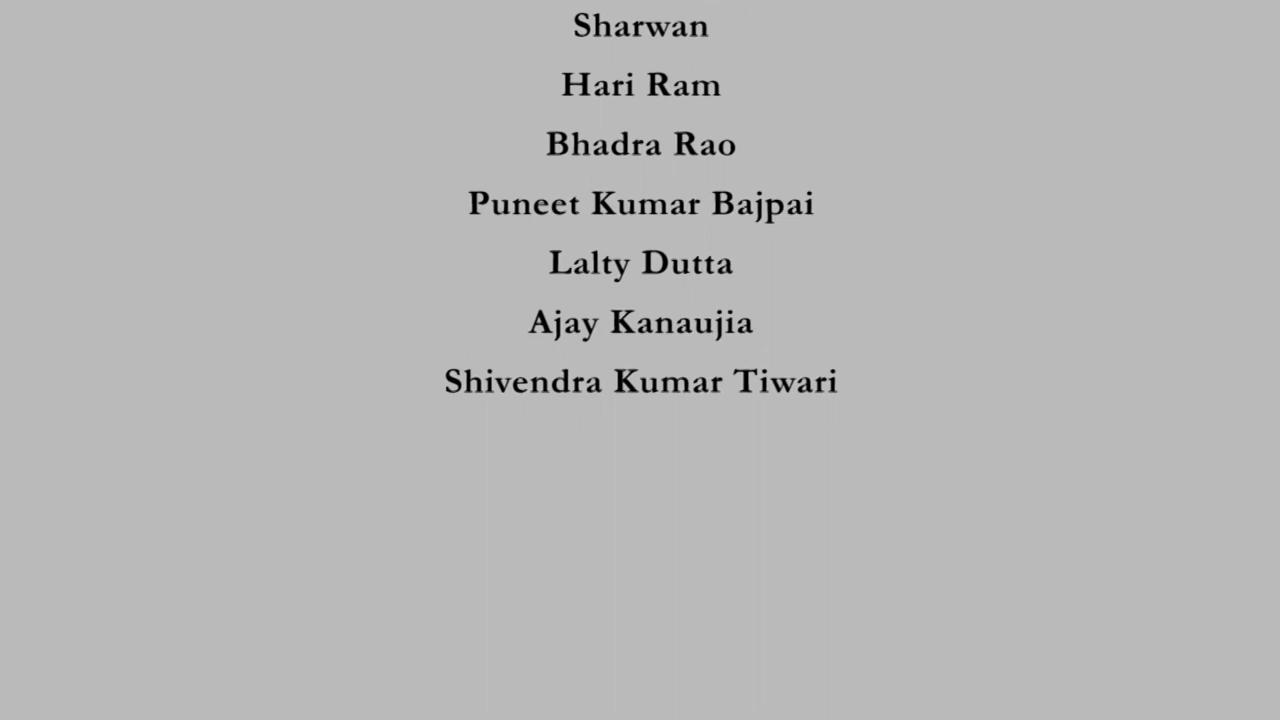 Sharwan
Hari Ram
Bhadra Rao
Puneet Kumar Bajpai
Lalty Dutta
Ajay Kanaujia
Shivendra Kumar Tiwari